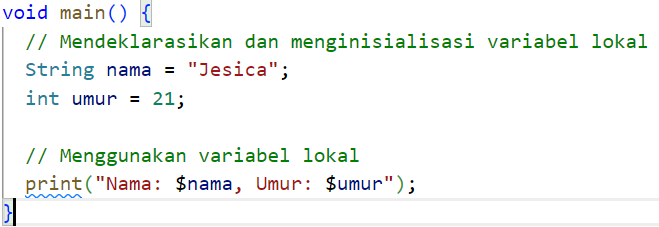 void main() {
// Mendeklarasikan dan menginisialisasi variabel lokal
String nama = "Jesica";
int umur = 21;
// Menggunakan variabel lokal
print("Nama: $nama, Umur: $umur");
}